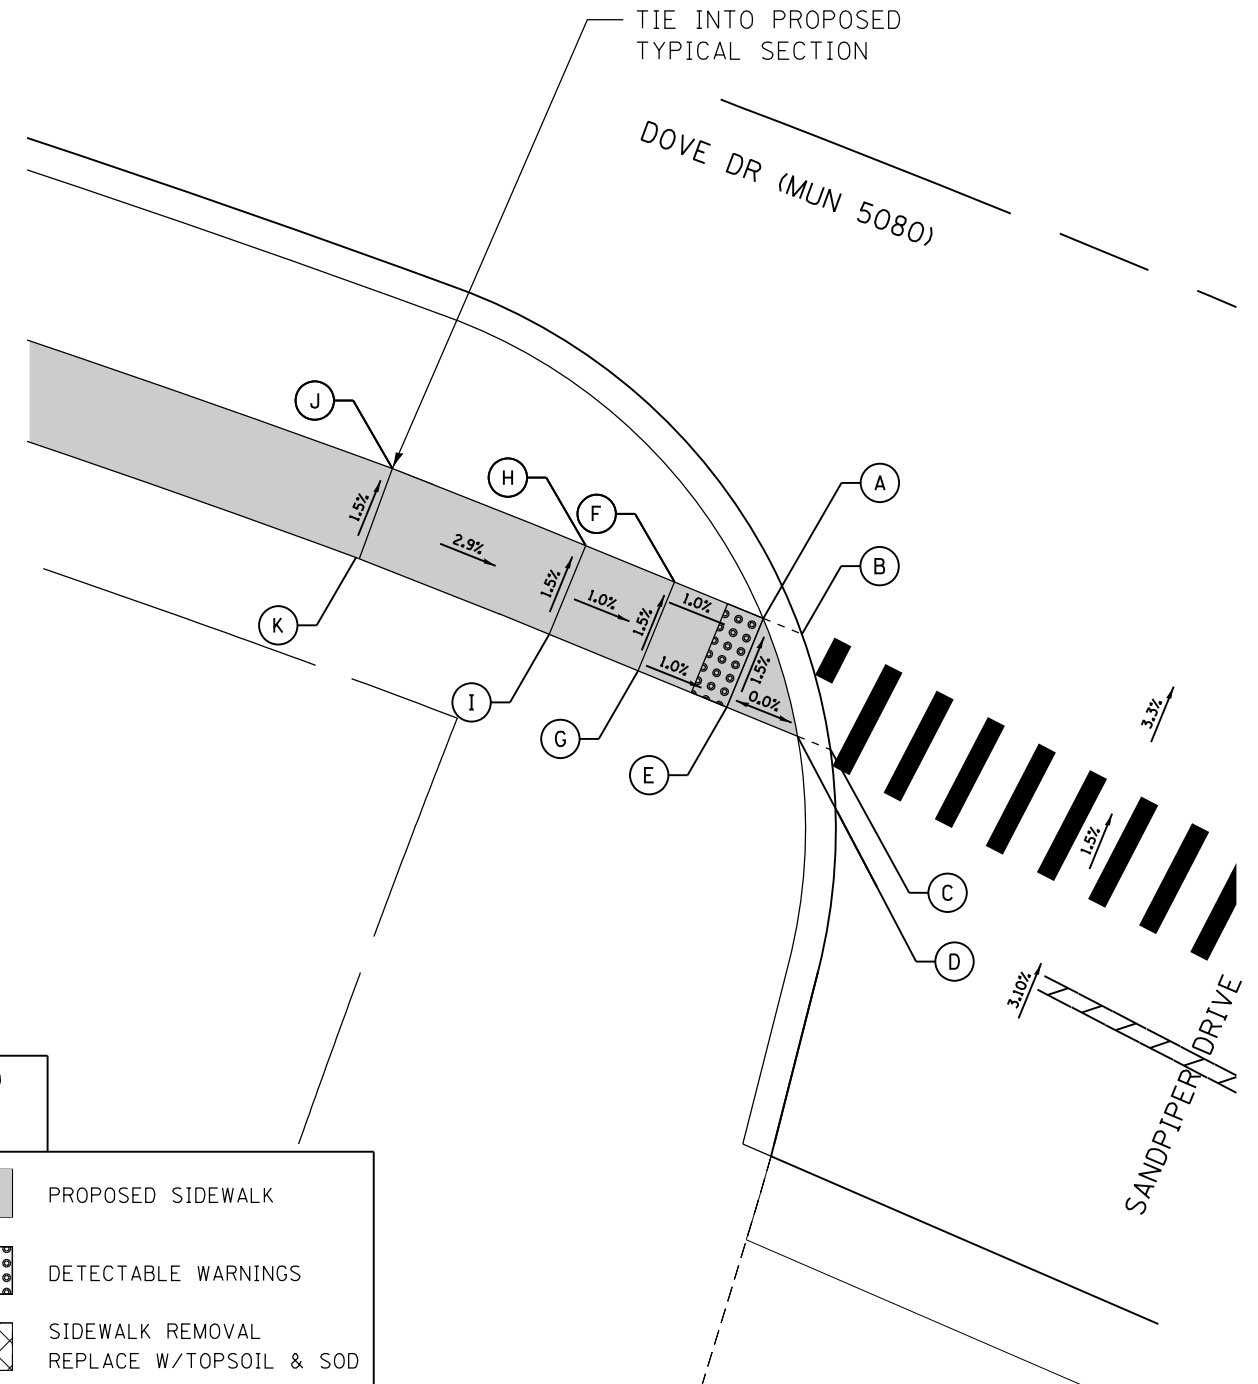 TIE INTO PROPOSED
TYPICAL SECTION
DOVE DR (MUN 5080)
J
H
F
A
B
1.5%
2.9%
1.5%
1.0%
1.5%
1.0%
1.0%
1.5%
0.0%
K
I
G
E
3.3%
1.5%
C
D
3.10%
SANDPIPER DRIVE
PROPOSED SIDEWALK
DETECTABLE WARNINGS
SIDEWALK REMOVAL
REPLACE W/TOPSOIL & SOD